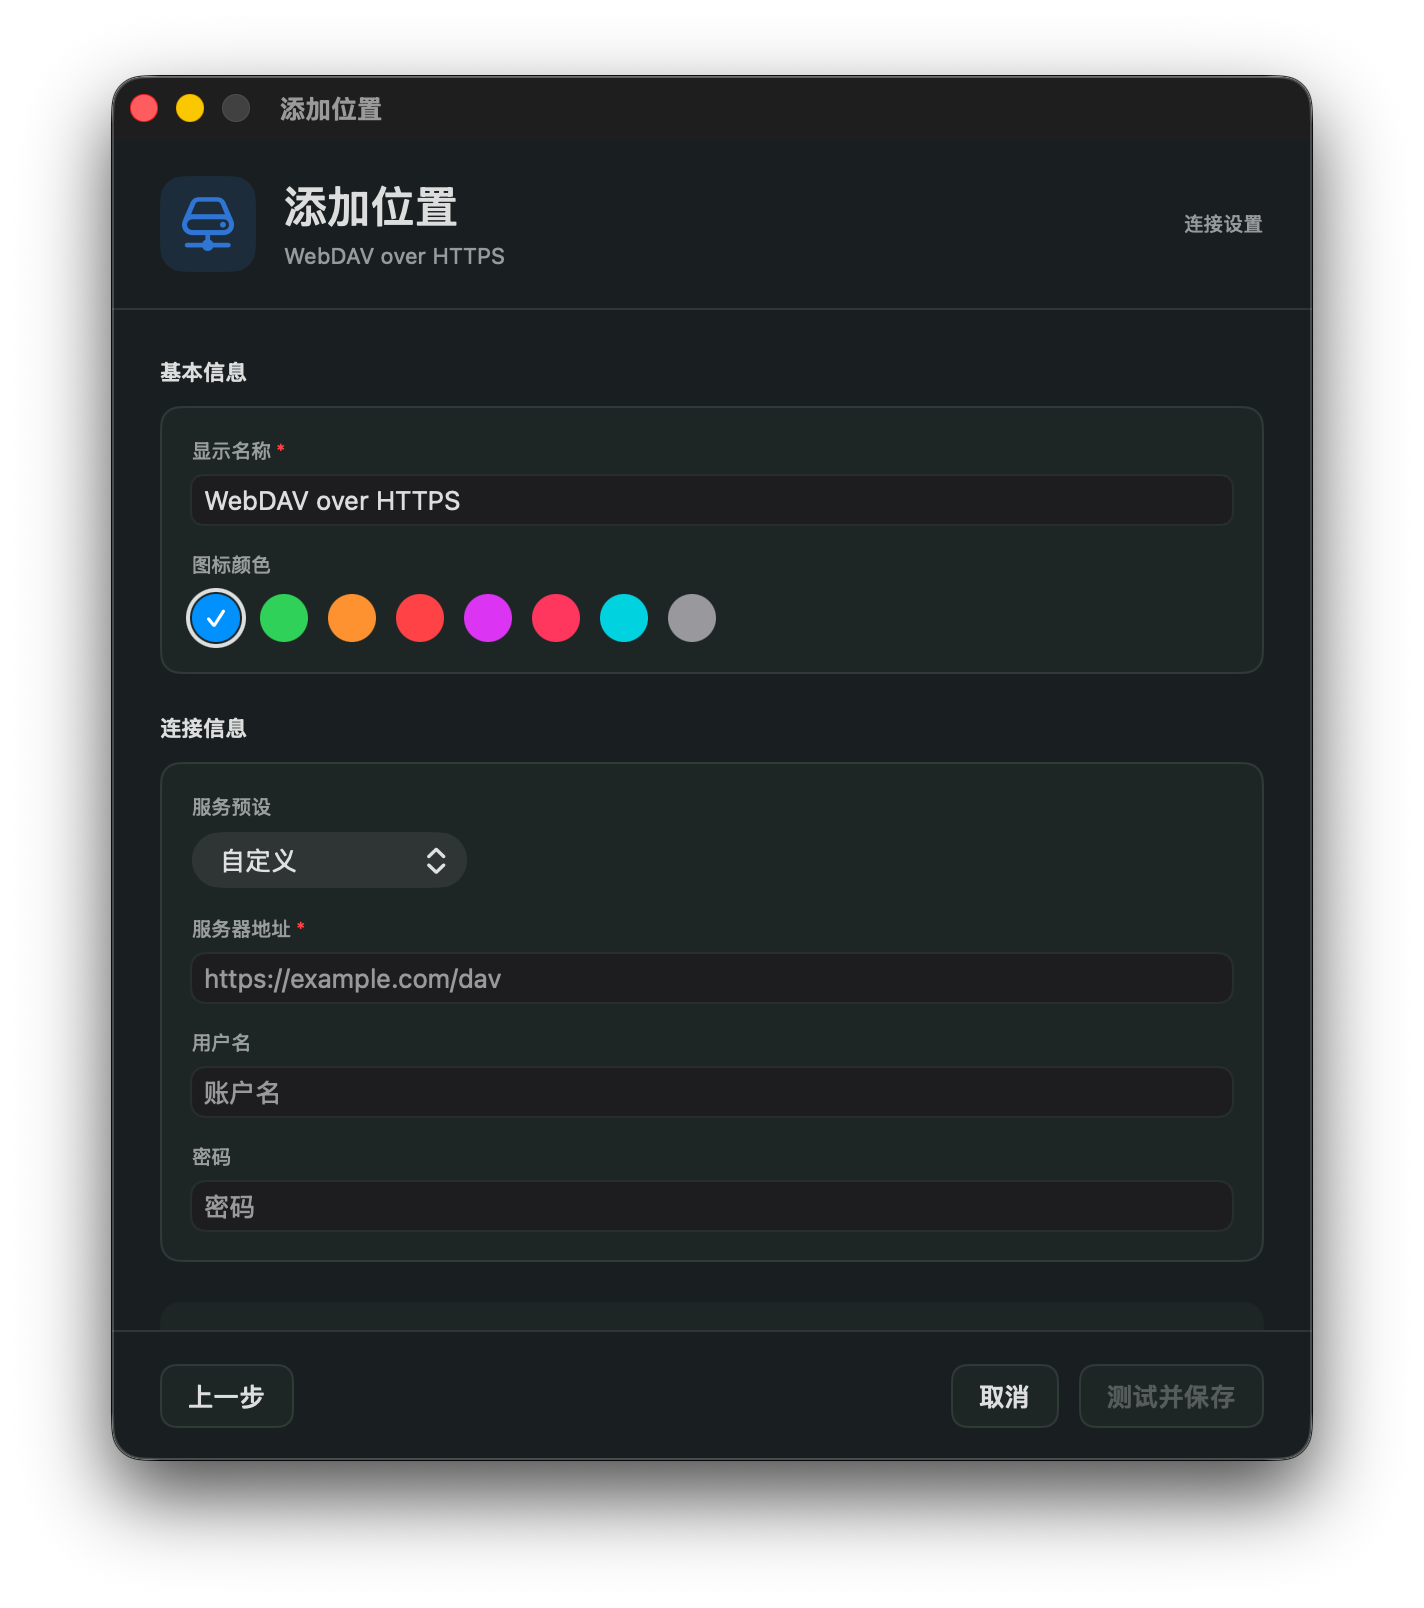 添加位置
添加位置
WebDAV over HTTPS
连接设置
基本信息
显示名称 *
WebDAV over HTTPS
图标颜色
连接信息
服务预设
自定义
服务器地址 *
https://example.com/dav
用户名
账户名
密码
密码
上一步
取消
测试并保存